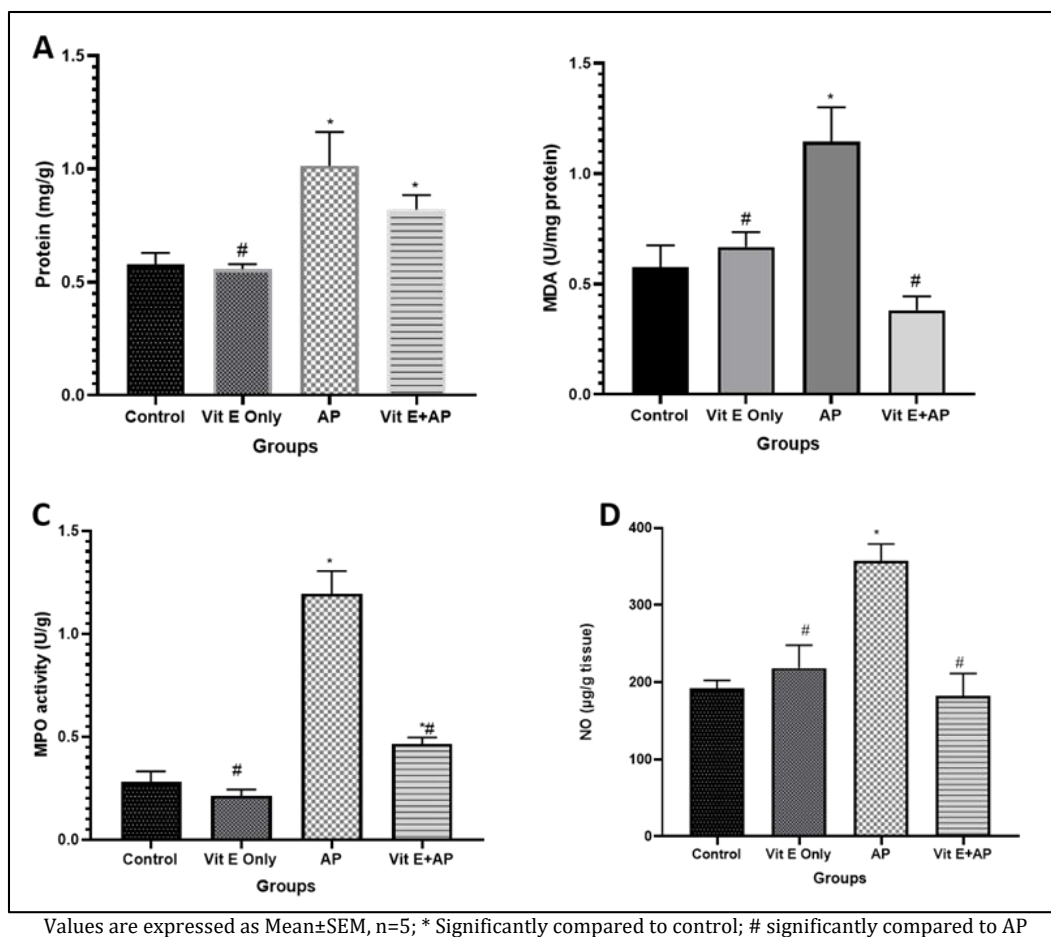 A
1.5
1.0
0.5
0.0
Protein (mg/g)
#
*
*
Control Vit E Only AP Vit E+AP
Groups
1.5
1.0
0.5
0.0
MDA (U/mg protein)
#
*
#
Control Vit E Only AP Vit E+AP
Groups
C
1.5
1.0
0.5
0.0
MPO activity (U/g)
#
*
*#
Control Vit E Only AP Vit E+AP
Groups
D
400
300
200
100
0
NO (µg/g tissue)
#
*
#
Control Vit E Only AP Vit E+AP
Groups
Values are expressed as Mean±SEM, n=5; * Significantly compared to control; # significantly compared to AP